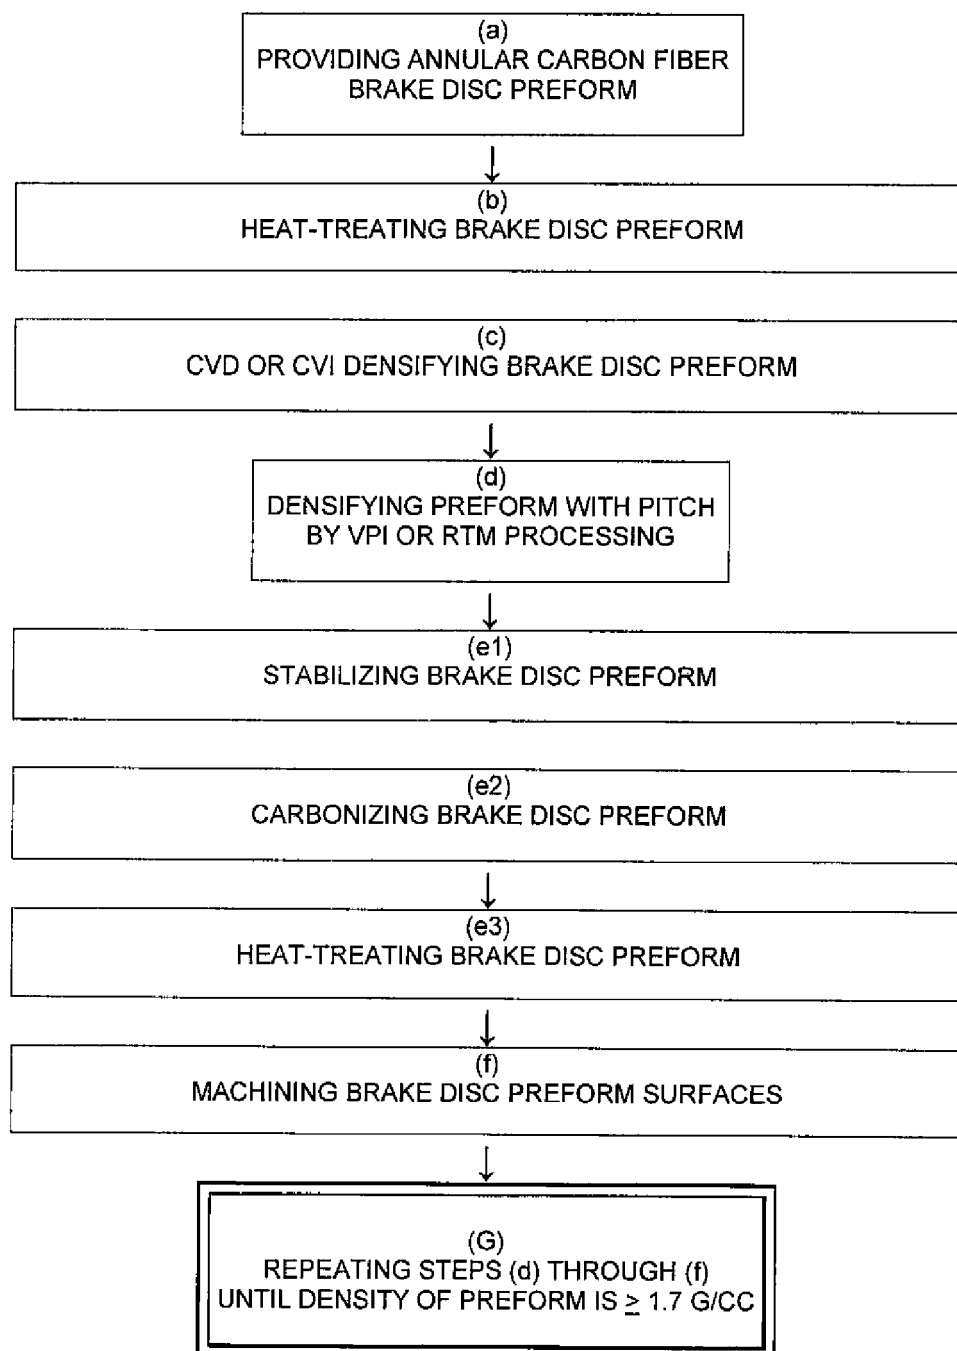 (a)
PROVIDING ANNULAR CARBON FIBER
BRAKE DISC PREFORM
(b)
HEAT-TREATING BRAKE DISC PREFORM
(c)
CVD OR CVI DENSIFYING BRAKE DISC PREFORM
(d)
DENSIFYING PREFORM WITH PITCH
BY VPI OR RTM PROCESSING
(e1)
STABILIZING BRAKE DISC PREFORM
(e2)
CARBONIZING BRAKE DISC PREFORM
(e3)
HEAT-TREATING BRAKE DISC PREFORM
(f)
MACHINING BRAKE DISC PREFORM SURFACES
(G)
REPEATING STEPS (d) THROUGH (f)
UNTIL DENSITY OF PREFORM IS ≥ 1.7 G/CC